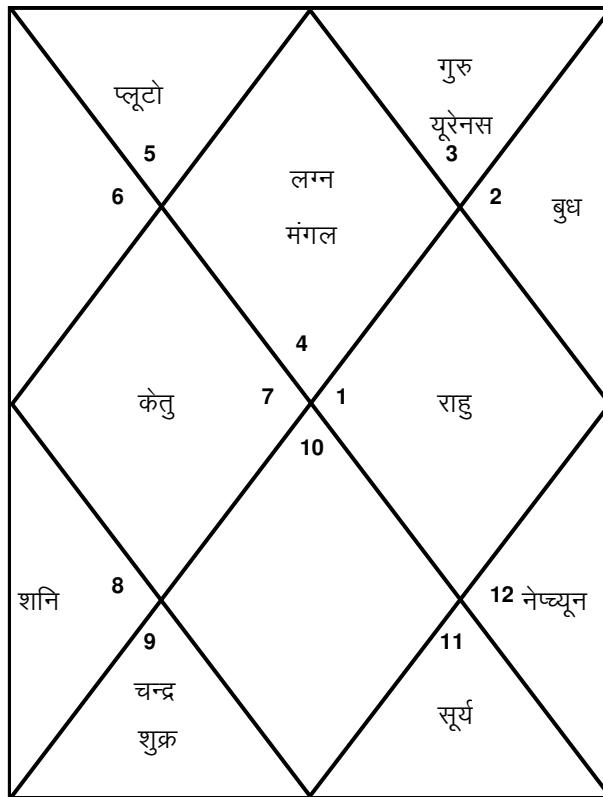 प्लूटो
5
6
गुरु
यूरेनस
3
2
बुध
लग्न
मंगल
4
केतु
7
1
राहु
10
शनि
8
9
चन्द्र
शुक्र
12 नेप्च्यून
11
सूर्य